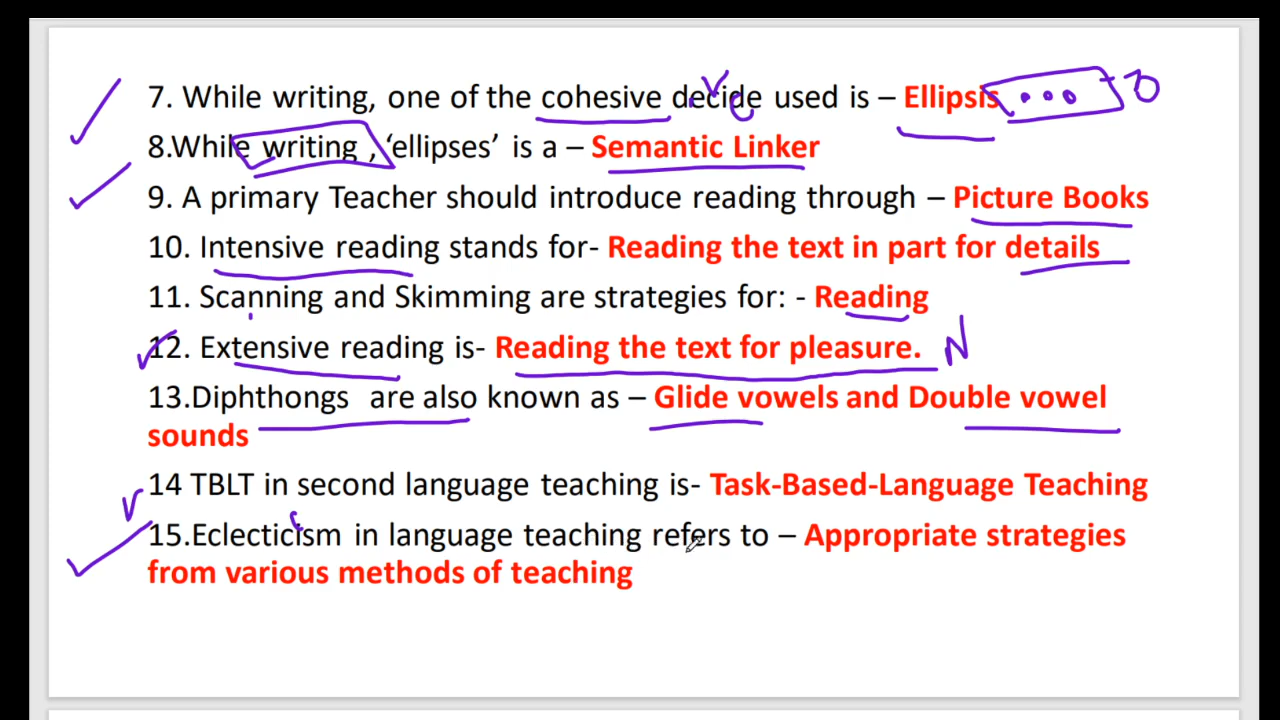 7. While writing, one of the cohesive decide used is – Ellipsis
8.While writing , ‘ellipses’ is a – Semantic Linker
9. A primary Teacher should introduce reading through – Picture Books
10. Intensive reading stands for- Reading the text in part for details
11. Scanning and Skimming are strategies for: - Reading
12. Extensive reading is- Reading the text for pleasure. N
13.Diphthongs are also known as – Glide vowels and Double vowel
sounds
14 TBLT in second language teaching is- Task-Based-Language Teaching
15.Eclecticism in language teaching refers to – Appropriate strategies
from various methods of teaching